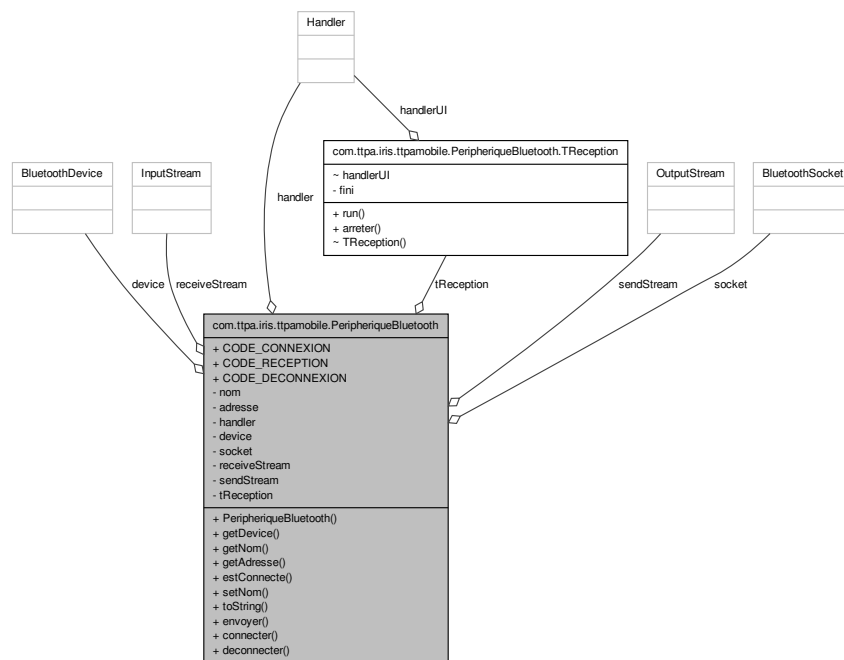 Handler
handlerUI
com.ttpa.iris.ttpamobile.PeripheriqueBluetooth.TReception
~ handlerUI
- fini
+ run()
+ arreter()
~ TReception()
BluetoothDevice
InputStream
OutputStream
BluetoothSocket
handler
device
receiveStream
tReception
sendStream
socket
com.ttpa.iris.ttpamobile.PeripheriqueBluetooth
+ CODE_CONNEXION
+ CODE_RECEPTION
+ CODE_DECONNEXION
- nom
- adresse
- handler
- device
- socket
- receiveStream
- sendStream
- tReception
+ PeripheriqueBluetooth()
+ getDevice()
+ getNom()
+ getAdresse()
+ estConnecte()
+ setNom()
+ toString()
+ envoyer()
+ connecter()
+ deconnecter()